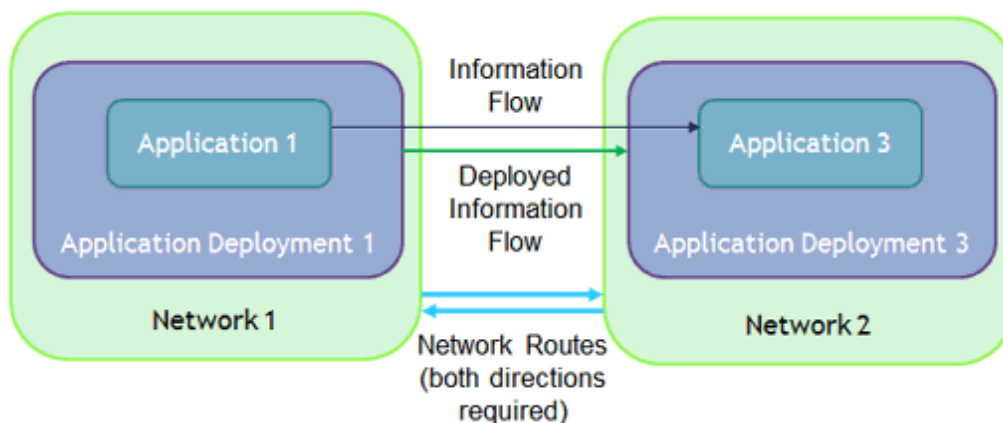 Information
Flow
Application 1
Application 3
Deployed
Information
Flow
Application Deployment 1
Application Deployment 3
Network 1
Network 2
Network Routes
(both directions
required)